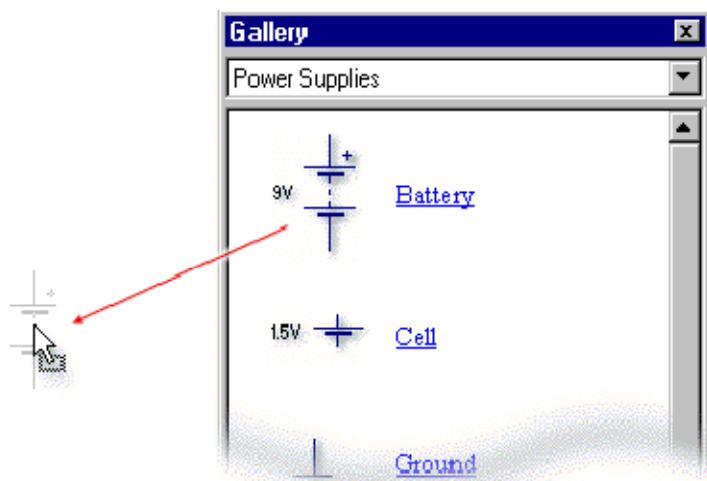 Gallery
Power Supplies
9V
Battery
1.5V
Cell
Ground